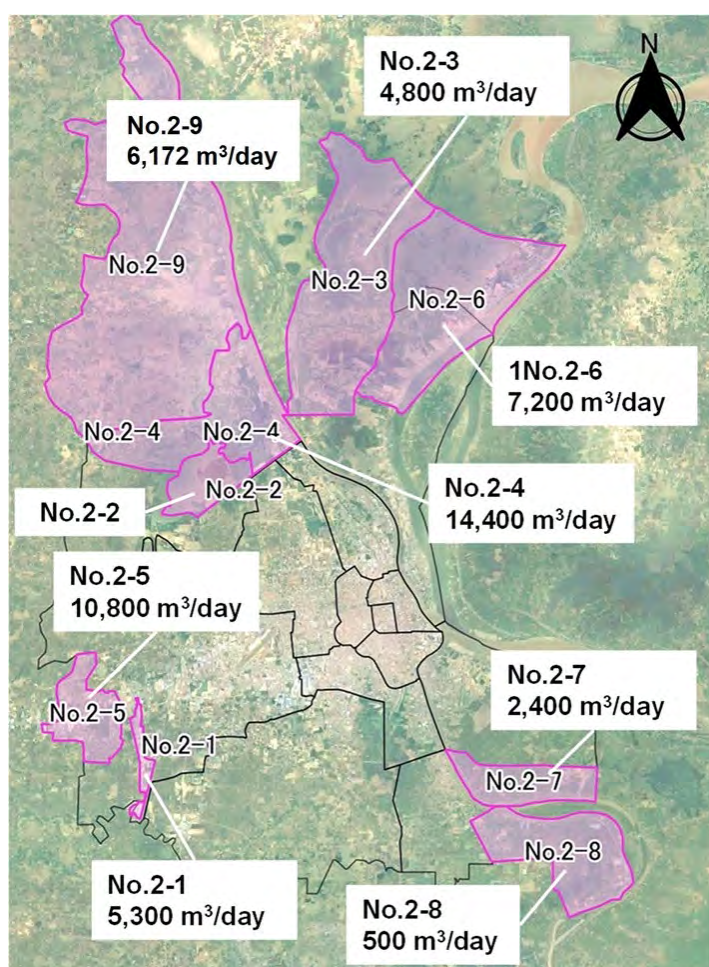 N
No.2-3
4,800 m³/day
No.2-9
6,172 m³/day
No.2-9
No.2-3
No.2-6
1No.2-6
7,200 m³/day
No.2-4
No.2-4
No.2-2
No.2-2
No.2-4
14,400 m³/day
No.2-5
10,800 m³/day
No.2-7
2,400 m³/day
No.2-5
No.2-1
No.2-7
No.2-8
No.2-1
5,300 m³/day
No.2-8
500 m³/day